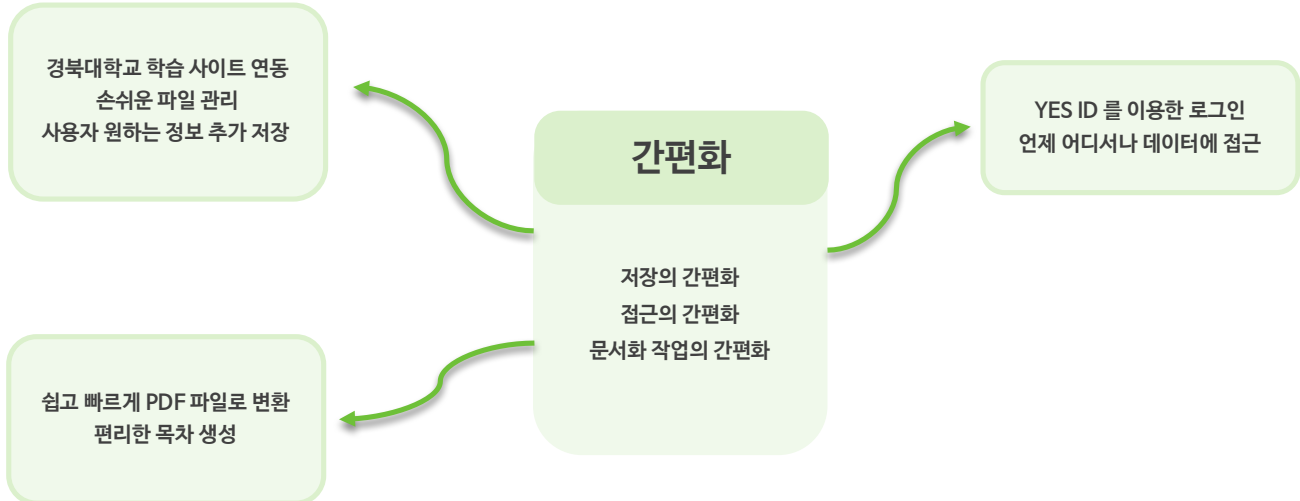 경북대학교 학습 사이트 연동
손쉬운 파일 관리
사용자 원하는 정보 추가 저장
간편화
저장의 간편화
접근의 간편화
문서화 작업의 간편화
YES ID 를 이용한 로그인
언제 어디서나 데이터에 접근
쉽고 빠르게 PDF 파일로 변환
편리한 목차 생성